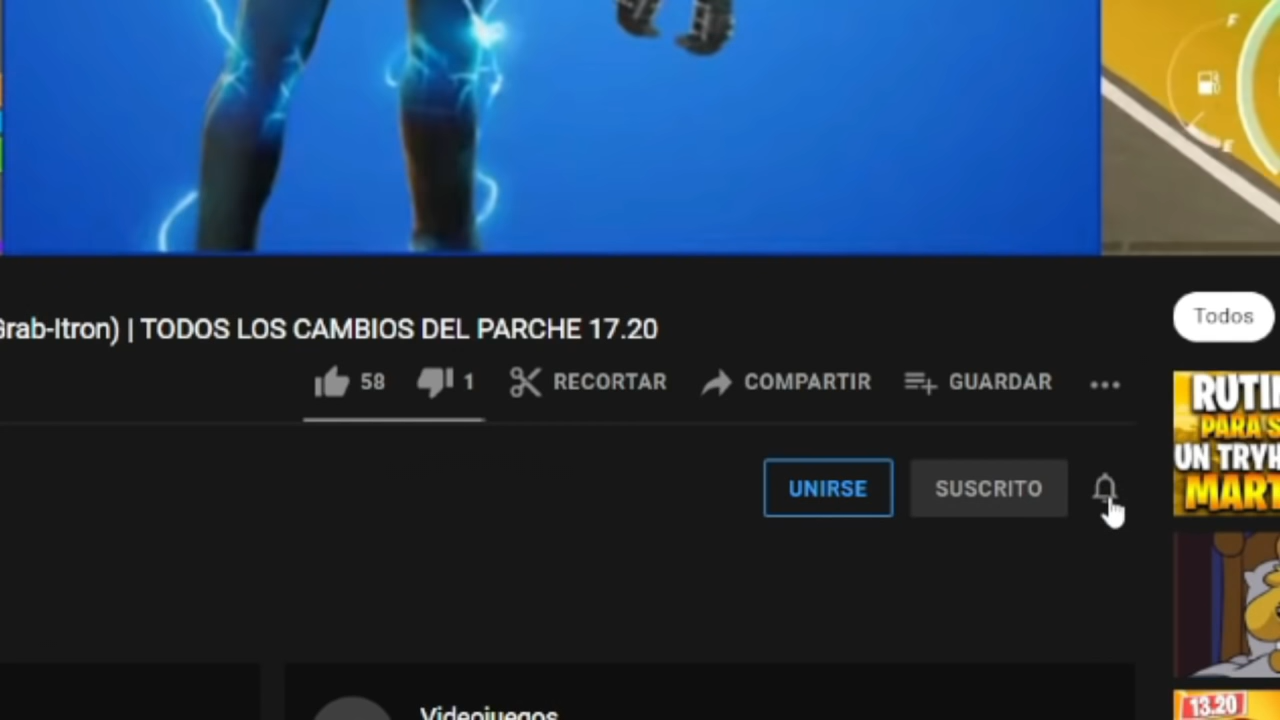 F
E
Grab-Itron) | TODOS LOS CAMBIOS DEL PARCHE 17.20
58 1 RECORTAR COMPARTIR GUARDAR
UNIRSE SUSCRITO
Videojuegos
Todos
RUTI
PARA S
UN TRYH
MART
13.20